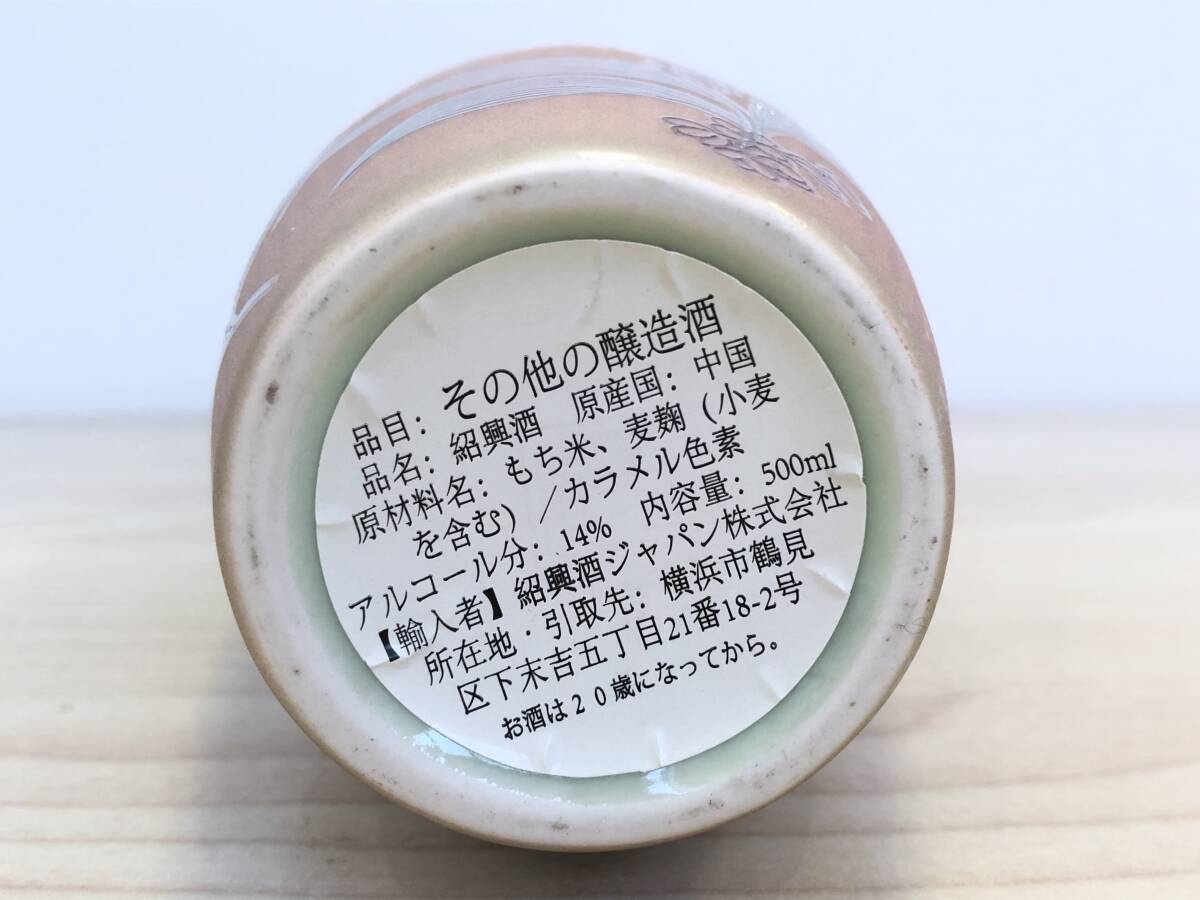 品目：その他の醸造酒
品名：紹興酒　原産国：中国
原材料名：もち米、麦麹（小麦
を含む）／カラメル色素
アルコール分：14%　内容量：500ml
【輸入者】紹興酒ジャパン株式会社
所在地・引取先：横浜市鶴見
区下末吉五丁目21番18-2号
お酒は２０歳になってから。